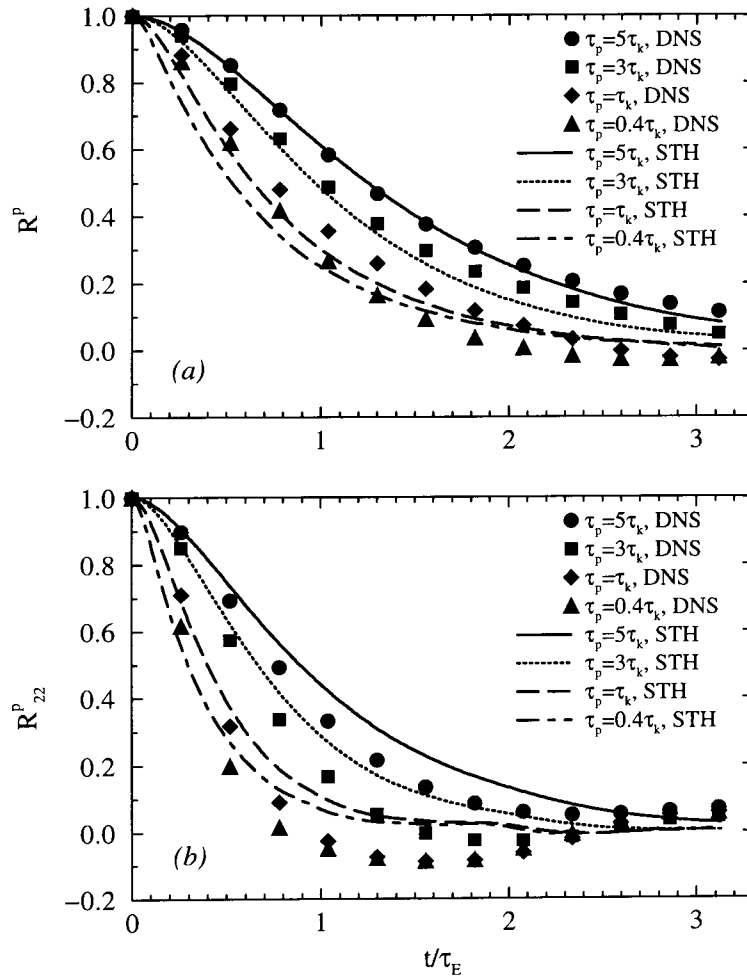 1.0
0.8
0.6
0.4
0.2
0.0
−0.2
R^p
τ_p=5τ_k, DNS
τ_p=3τ_k, DNS
τ_p=τ_k, DNS
τ_p=0.4τ_k, DNS
τ_p=5τ_k, STH
τ_p=3τ_k, STH
τ_p=τ_k, STH
τ_p=0.4τ_k, STH
(a)
0 1 2 3
1.0
0.8
0.6
0.4
0.2
0.0
−0.2
R^p_22
τ_p=5τ_k, DNS
τ_p=3τ_k, DNS
τ_p=τ_k, DNS
τ_p=0.4τ_k, DNS
τ_p=5τ_k, STH
τ_p=3τ_k, STH
τ_p=τ_k, STH
τ_p=0.4τ_k, STH
(b)
0 1 2 3
t/τ_E